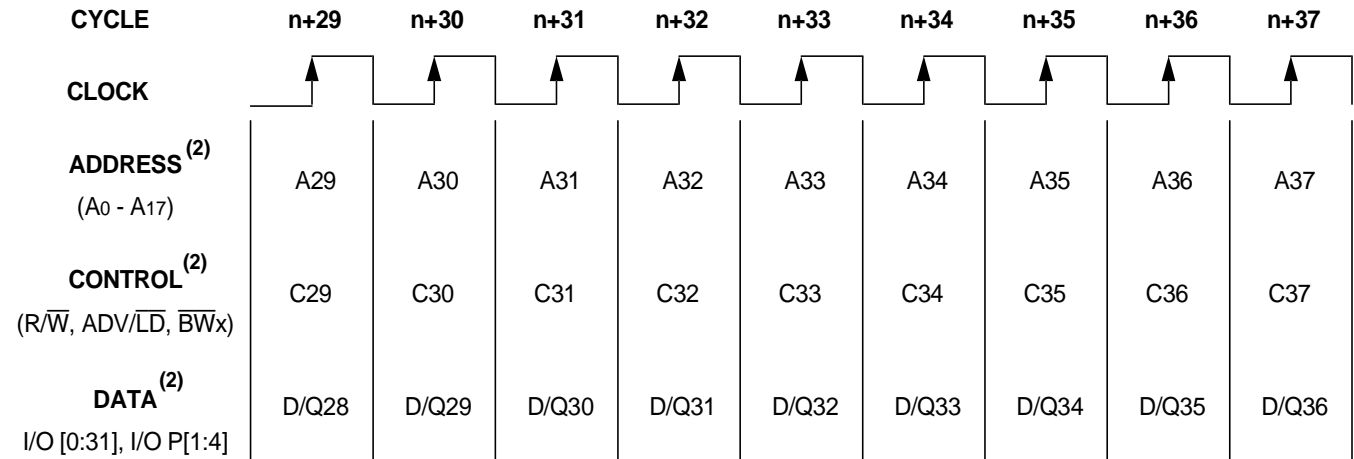 CYCLE n+29 n+30 n+31 n+32 n+33 n+34 n+35 n+36 n+37
CLOCK
ADDRESS(2) A29 A30 A31 A32 A33 A34 A35 A36 A37
(A0 - A17)
CONTROL(2) C29 C30 C31 C32 C33 C34 C35 C36 C37
(R/W̅, ADV/L̅D̅, B̅W̅x)
DATA(2) D/Q28 D/Q29 D/Q30 D/Q31 D/Q32 D/Q33 D/Q34 D/Q35 D/Q36
I/O [0:31], I/O P[1:4]